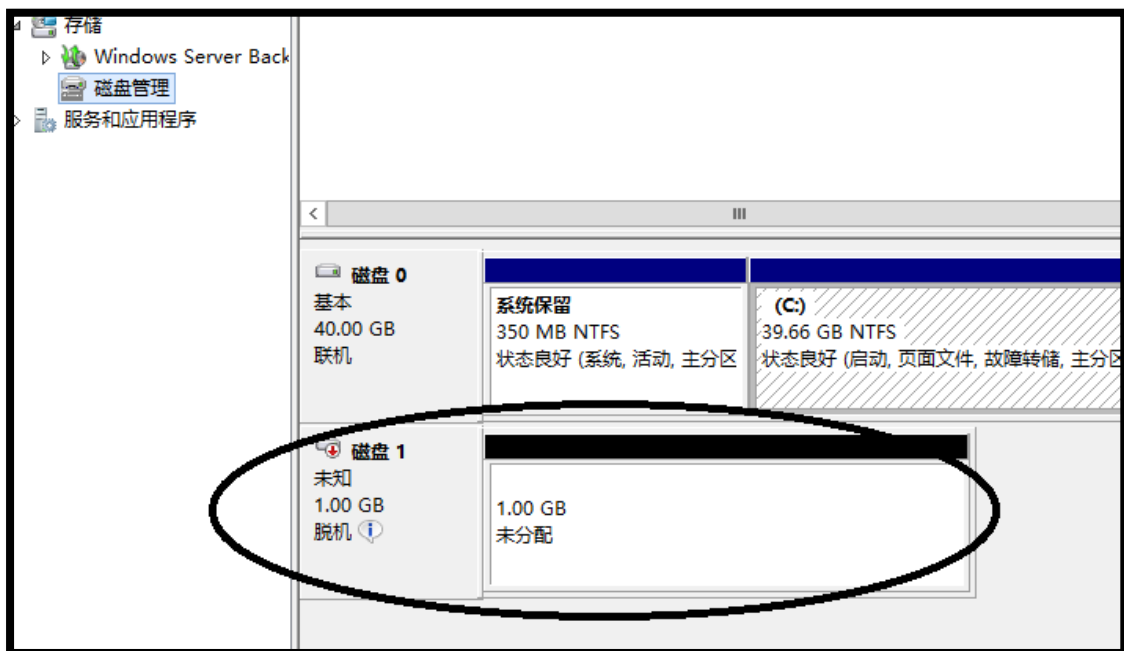 存储
Windows Server Back
磁盘管理
服务和应用程序
磁盘 0
基本
40.00 GB
联机
系统保留
350 MB NTFS
状态良好 (系统, 活动, 主分区
(C:)
39.66 GB NTFS
状态良好 (启动, 页面文件, 故障转储, 主分区
磁盘 1
未知
1.00 GB
脱机
1.00 GB
未分配